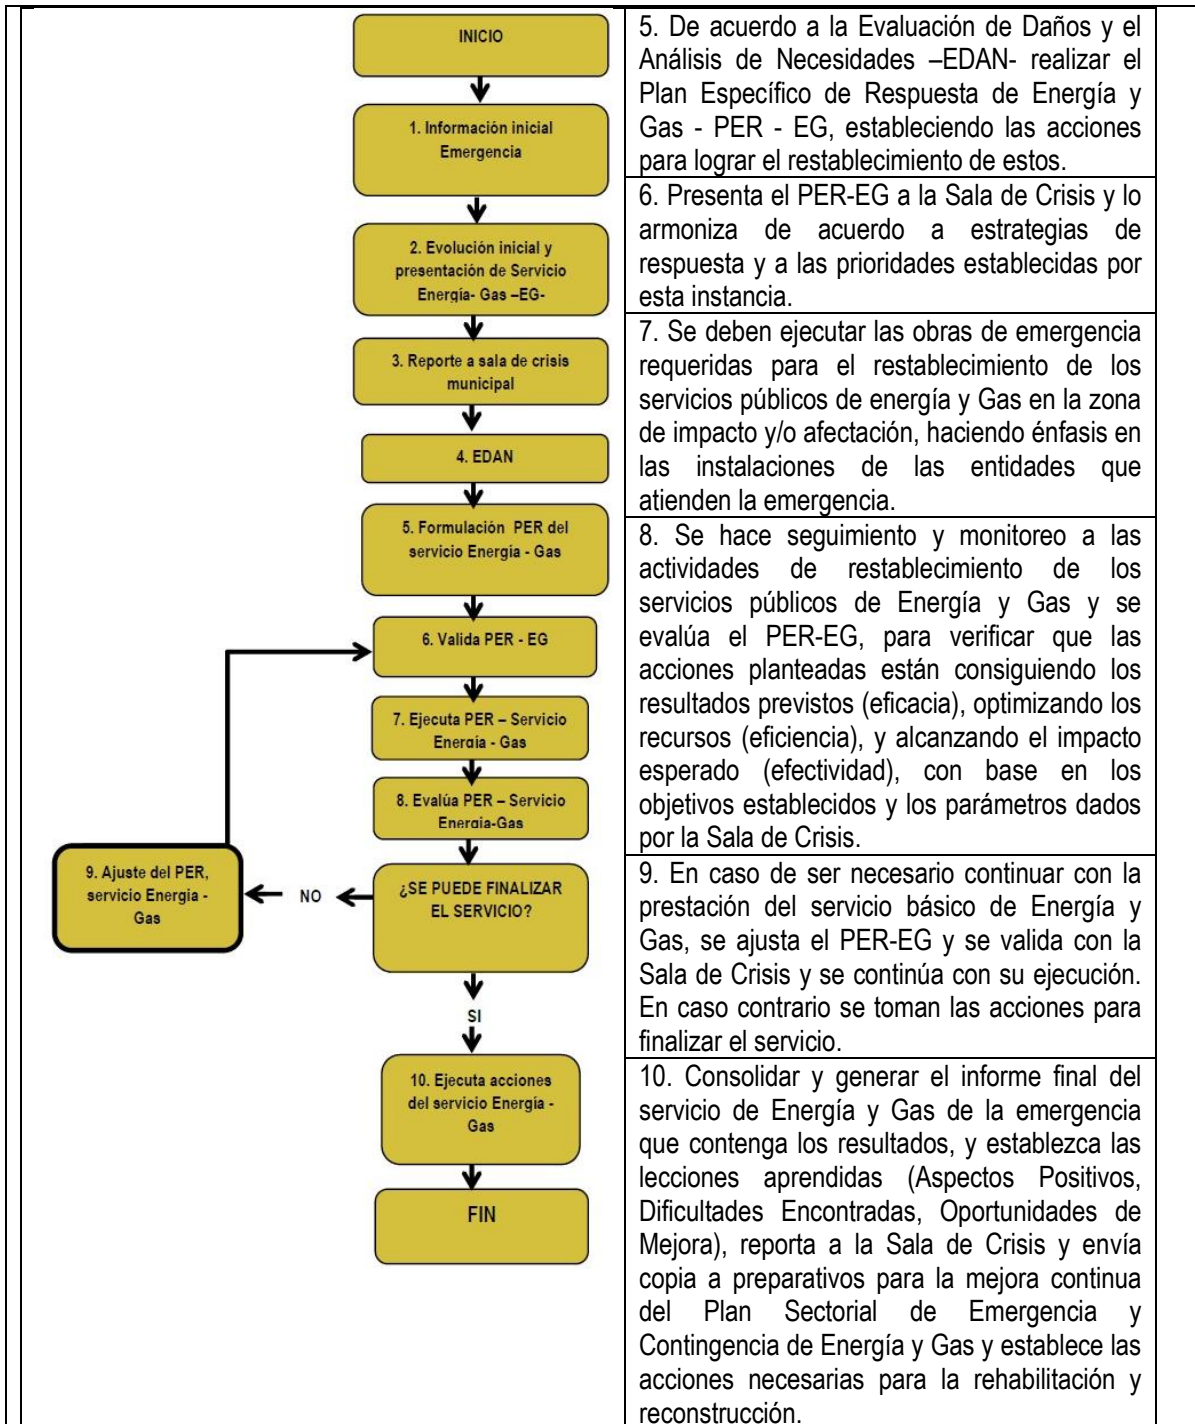 INICIO
1. Información inicial
Emergencia
2. Evolución inicial y
presentación de Servicio
Energía- Gas –EG-
3. Reporte a sala de crisis
municipal
4. EDAN
5. Formulación PER del
servicio Energía - Gas
6. Valida PER - EG
7. Ejecuta PER – Servicio
Energía - Gas
8. Evalúa PER – Servicio
Energía-Gas
¿SE PUEDE FINALIZAR
EL SERVICIO?
NO
9. Ajuste del PER,
servicio Energia -
Gas
SI
10. Ejecuta acciones
del servicio Energía -
Gas
FIN
5. De acuerdo a la Evaluación de Daños y el
Análisis de Necesidades –EDAN- realizar el
Plan Específico de Respuesta de Energía y
Gas - PER - EG, estableciendo las acciones
para lograr el restablecimiento de estos.
6. Presenta el PER-EG a la Sala de Crisis y lo
armoniza de acuerdo a estrategias de
respuesta y a las prioridades establecidas por
esta instancia.
7. Se deben ejecutar las obras de emergencia
requeridas para el restablecimiento de los
servicios públicos de energía y Gas en la zona
de impacto y/o afectación, haciendo énfasis en
las instalaciones de las entidades que
atienden la emergencia.
8. Se hace seguimiento y monitoreo a las
actividades de restablecimiento de los
servicios públicos de Energía y Gas y se
evalúa el PER-EG, para verificar que las
acciones planteadas están consiguiendo los
resultados previstos (eficacia), optimizando los
recursos (eficiencia), y alcanzando el impacto
esperado (efectividad), con base en los
objetivos establecidos y los parámetros dados
por la Sala de Crisis.
9. En caso de ser necesario continuar con la
prestación del servicio básico de Energía y
Gas, se ajusta el PER-EG y se valida con la
Sala de Crisis y se continúa con su ejecución.
En caso contrario se toman las acciones para
finalizar el servicio.
10. Consolidar y generar el informe final del
servicio de Energía y Gas de la emergencia
que contenga los resultados, y establezca las
lecciones aprendidas (Aspectos Positivos,
Dificultades Encontradas, Oportunidades de
Mejora), reporta a la Sala de Crisis y envía
copia a preparativos para la mejora continua
del Plan Sectorial de Emergencia y
Contingencia de Energía y Gas y establece las
acciones necesarias para la rehabilitación y
reconstrucción.